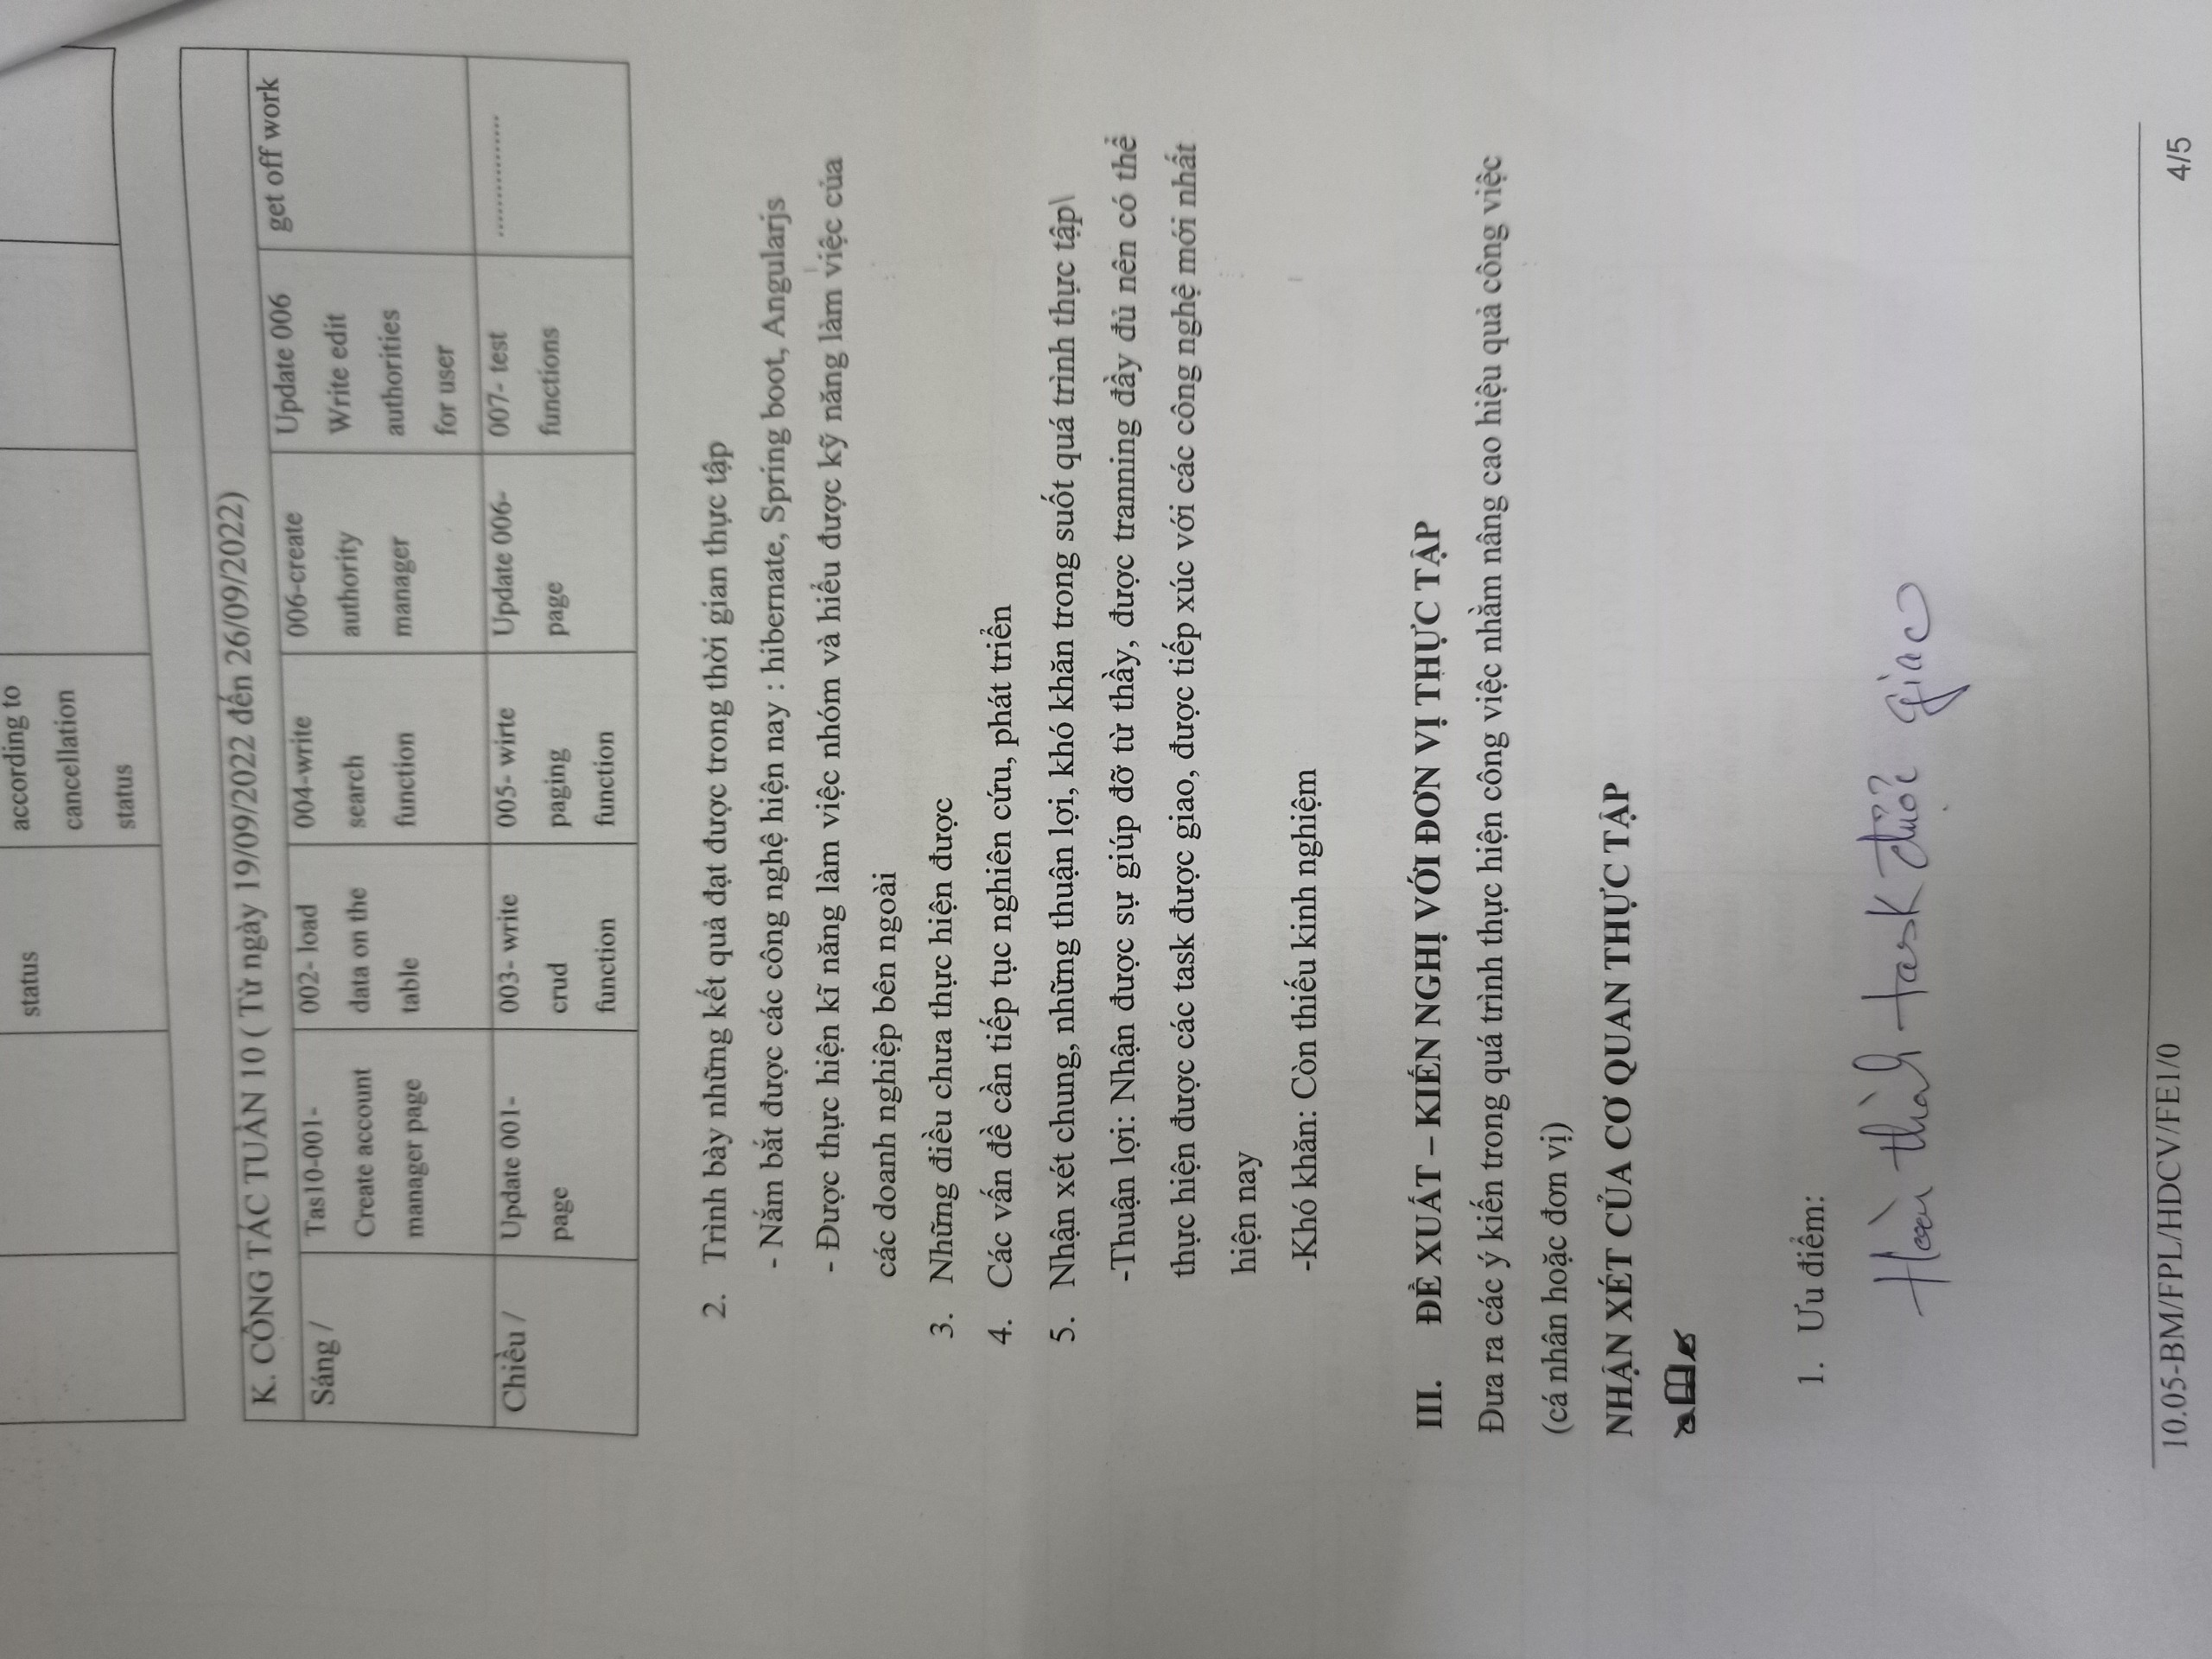 status
according to
cancellation
status
K. CÔNG TÁC TUẦN 10 ( Từ ngày 19/09/2022 đến 26/09/2022)
Sáng /
Tas10-001-
Create account
manager page
002- load
data on the
table
004-write
search
function
006-create
authority
manager
Update 006
Write edit
authorities
for user
get off work
Chiều /
Update 001-
page
003- write
crud
function
005- wirte
paging
function
Update 006-
page
007- test
functions
................
2. Trình bày những kết quả đạt được trong thời gian thực tập
- Nắm bắt được các công nghệ hiện nay : hibernate, Spring boot, Angularjs
- Được thực hiện kĩ năng làm việc nhóm và hiểu được kỹ năng làm việc của
các doanh nghiệp bên ngoài
3. Những điều chưa thực hiện được
4. Các vấn đề cần tiếp tục nghiên cứu, phát triển
5. Nhận xét chung, những thuận lợi, khó khăn trong suốt quá trình thực tập\
-Thuận lợi: Nhận được sự giúp đỡ từ thầy, được tranning đầy đủ nên có thể
thực hiện được các task được giao, được tiếp xúc với các công nghệ mới nhất
hiện nay
-Khó khăn: Còn thiếu kinh nghiệm
III. ĐỀ XUẤT – KIẾN NGHỊ VỚI ĐƠN VỊ THỰC TẬP
Đưa ra các ý kiến trong quá trình thực hiện công việc nhằm nâng cao hiệu quả công việc
(cá nhân hoặc đơn vị)
NHẬN XÉT CỦA CƠ QUAN THỰC TẬP
1. Ưu điểm:
Hoàn thành task được giao
10.05-BM/FPL/HDCV/FE1/0
4/5